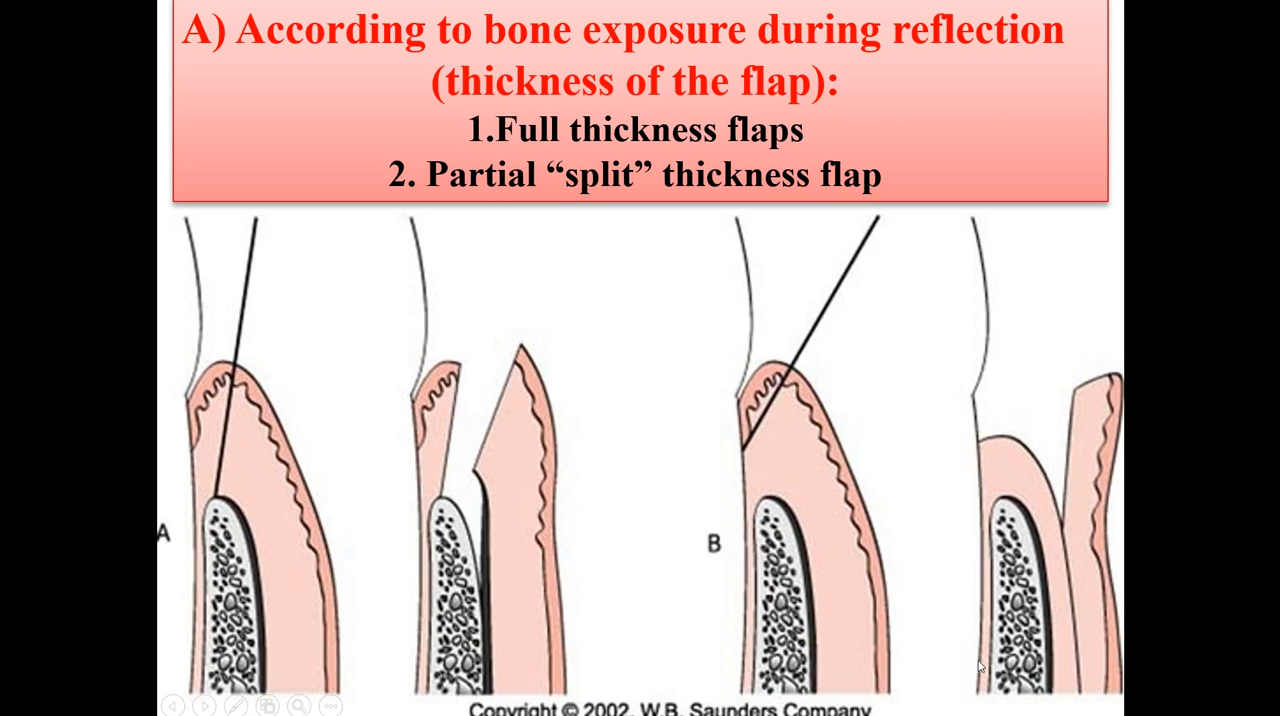 A) According to bone exposure during reflection
(thickness of the flap):
1.Full thickness flaps
2. Partial “split” thickness flap
A
B
Copyright © 2002, W.B. Saunders Company